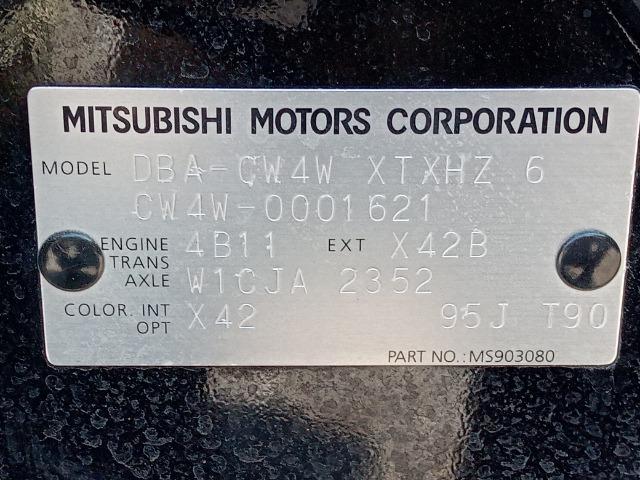 MITSUBISHI MOTORS CORPORATION
MODEL DBA-CW4W XTXHZ 6
CW4W-0001621
ENGINE 4B11 EXT X42B
TRANS
AXLE W1CJA 2352
COLOR. INT X42 95J T90
OPT
PART NO.: MS903080